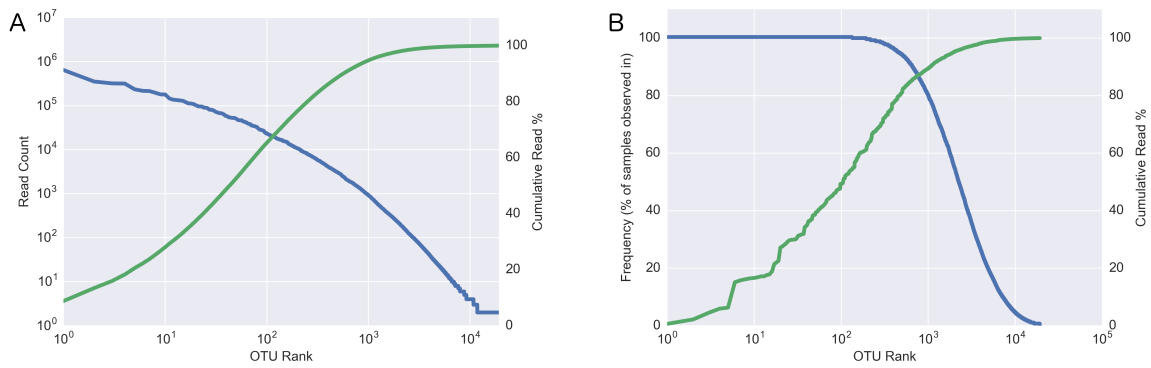 A
10^7
10^6
10^5
10^4
10^3
10^2
10^1
10^0
Read Count
10^0 10^1 10^2 10^3 10^4
OTU Rank
100
80
60
40
20
0
Cumulative Read %
B
100
80
60
40
20
0
Frequency (% of samples observed in)
10^0 10^1 10^2 10^3 10^4 10^5
OTU Rank
100
80
60
40
20
0
Cumulative Read %